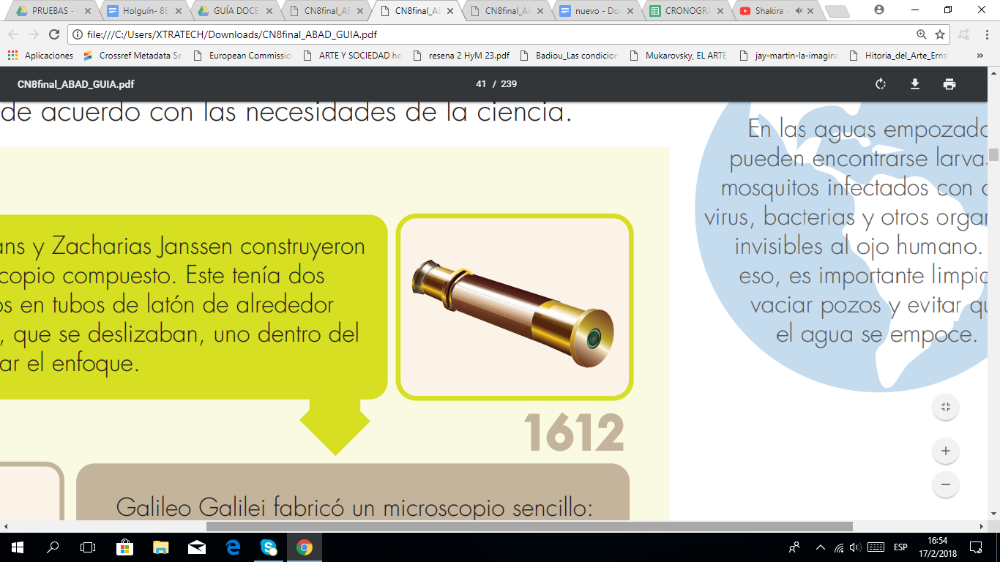 PRUEBAS -
Holguín- 8E
GUÍA DOCE
CN8final_AE
CN8final_AE
CN8final_AE
nuevo - Do
CRONOGRA
Shakira -
file:///C:/Users/XTRATECH/Downloads/CN8final_ABAD_GUIA.pdf
Aplicaciones
Crossref Metadata Se
European Commissio
ARTE Y SOCIEDAD he
resena 2 HyM 23.pdf
Badiou_Las condicion
Mukarovsky, EL ARTE
jay-martin-la-imagina
Hitoria_del_Arte_Erns
CN8final_ABAD_GUIA.pdf
41 / 239
de acuerdo con las necesidades de la ciencia.
ans y Zacharias Janssen construyeron
copio compuesto. Este tenía dos
os en tubos de latón de alrededor
, que se deslizaban, uno dentro del
ar el enfoque.
1612
Galileo Galilei fabricó un microscopio sencillo:
En las aguas empozado
pueden encontrarse larvas
mosquitos infectados con
virus, bacterias y otros organ
invisibles al ojo humano.
eso, es importante limpia
vaciar pozos y evitar qu
el agua se empoce.
ESP
16:54
17/2/2018